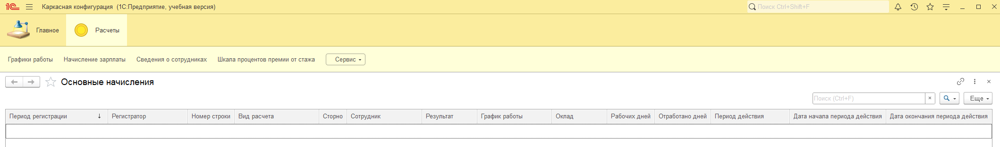 1С Каркасная конфигурация (1С:Предприятие, учебная версия) Поиск Ctrl+Shift+F
Главное Расчеты
Графики работы Начисление зарплаты Сведения о сотрудниках Шкала процентов премии от стажа Сервис
Основные начисления
Поиск (Ctrl+F) × Еще
Период регистрации ↓ Регистратор Номер строки Вид расчета Сторно Сотрудник Результат График работы Оклад Рабочих дней Отработано дней Период действия Дата начала периода действия Дата окончания периода действия